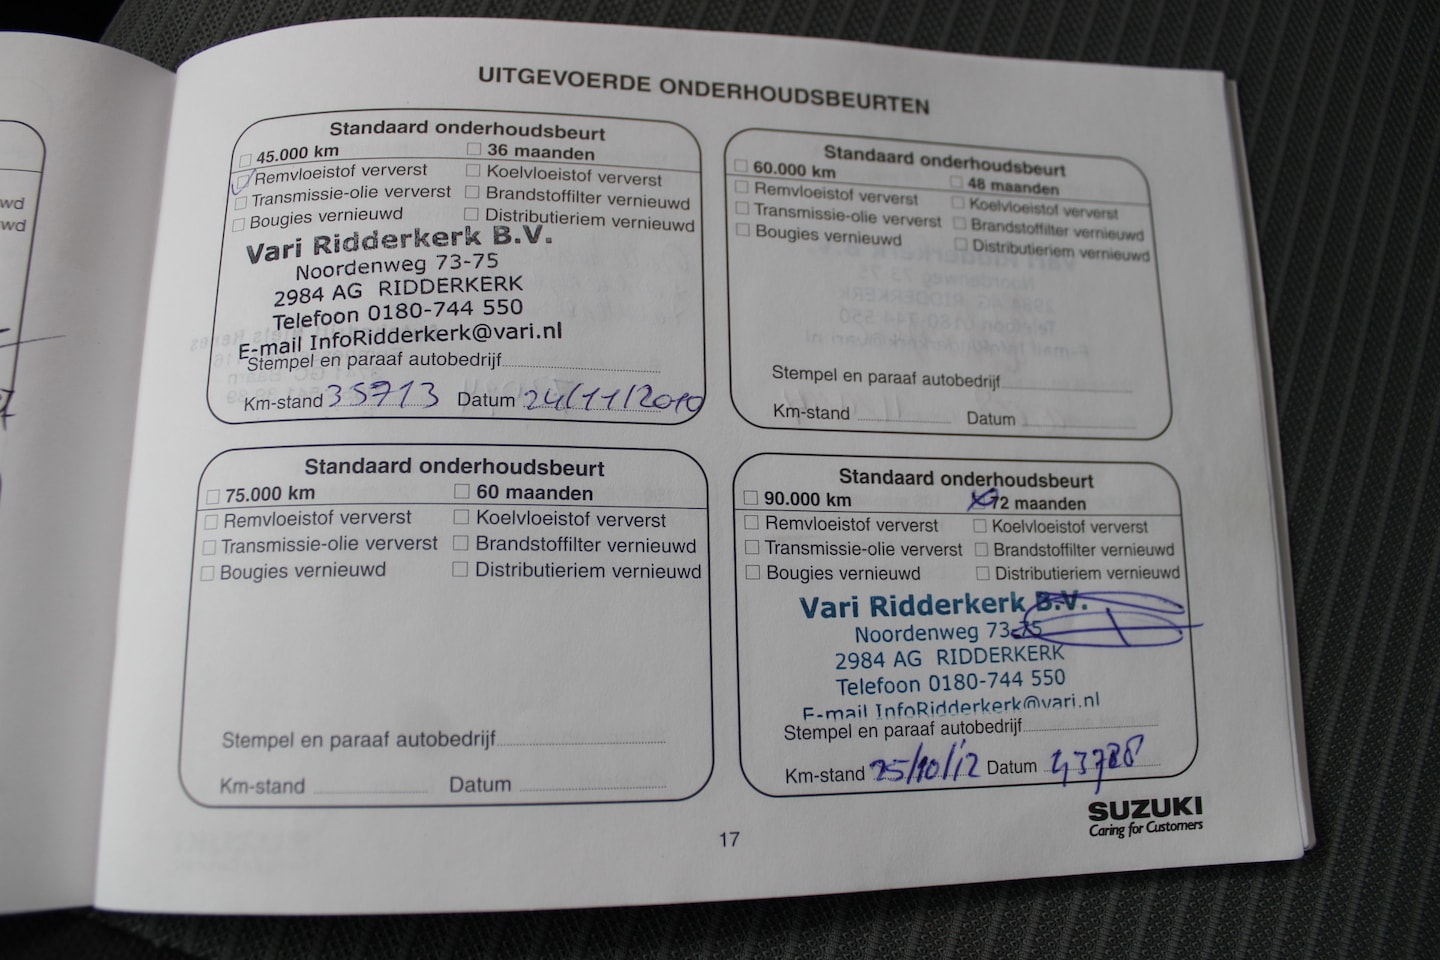 UITGEVOERDE ONDERHOUDSBEURTEN
Standaard onderhoudsbeurt
45.000 km 36 maanden
Remvloeistof ververst Koelvloeistof ververst
Transmissie-olie ververst Brandstoffilter vernieuwd
Bougies vernieuwd Distributieriem vernieuwd
Vari Ridderkerk B.V.
Noordenweg 73-75
2984 AG RIDDERKERK
Telefoon 0180-744 550
E-mail InfoRidderkerk@vari.nl
Stempel en paraaf autobedrijf
Km-stand 35713 Datum 24/11/2010
Standaard onderhoudsbeurt
60.000 km 48 maanden
Remvloeistof ververst Koelvloeistof ververst
Transmissie-olie ververst Brandstoffilter vernieuwd
Bougies vernieuwd Distributieriem vernieuwd
Stempel en paraaf autobedrijf
Km-stand Datum
Standaard onderhoudsbeurt
75.000 km 60 maanden
Remvloeistof ververst Koelvloeistof ververst
Transmissie-olie ververst Brandstoffilter vernieuwd
Bougies vernieuwd Distributieriem vernieuwd
Stempel en paraaf autobedrijf
Km-stand Datum
Standaard onderhoudsbeurt
90.000 km 72 maanden
Remvloeistof ververst Koelvloeistof ververst
Transmissie-olie ververst Brandstoffilter vernieuwd
Bougies vernieuwd Distributieriem vernieuwd
Vari Ridderkerk B.V.
Noordenweg 73-75
2984 AG RIDDERKERK
Telefoon 0180-744 550
E-mail InfoRidderkerk@vari.nl
Stempel en paraaf autobedrijf
Km-stand 25/10/12 Datum 43728
17
SUZUKI
Caring for Customers